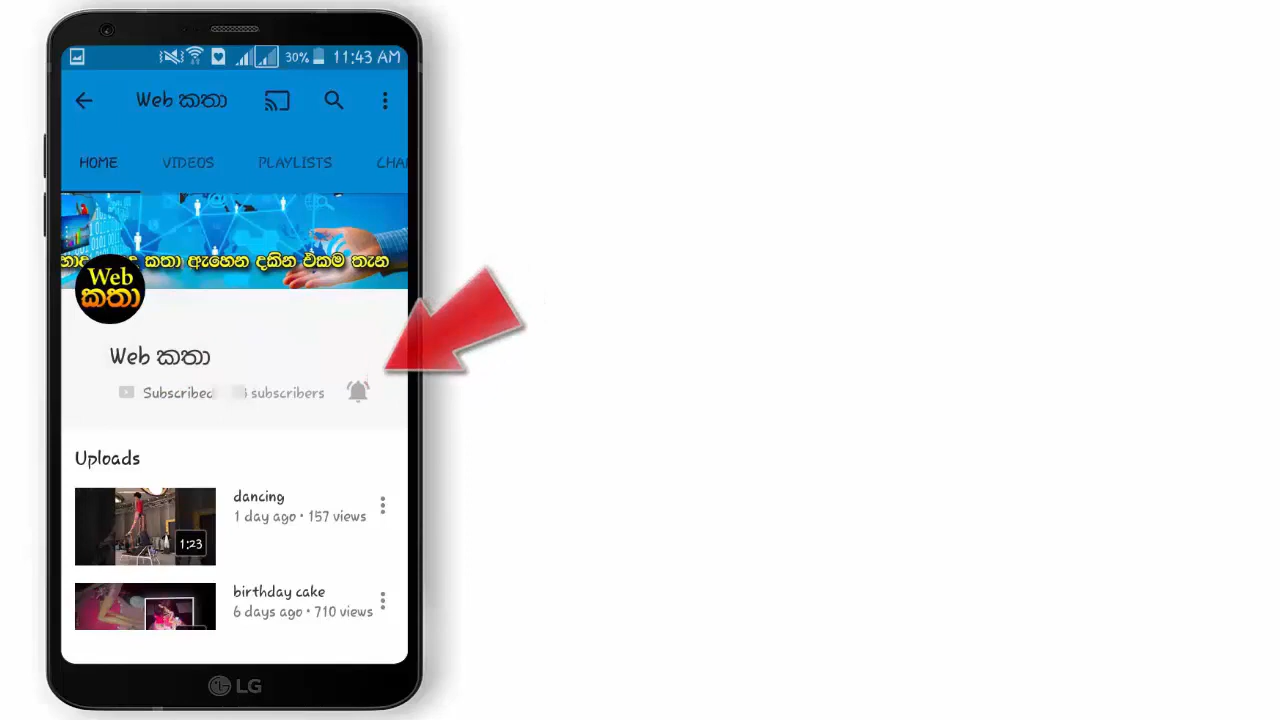 30% 11:43 AM
Web කතා
HOME VIDEOS PLAYLISTS
කතා ඇහෙන දකින එකම තැන
Web
කතා
Web කතා
Subscribed subscribers
Uploads
dancing
1 day ago • 157 views
1:23
birthday cake
6 days ago • 710 views
LG